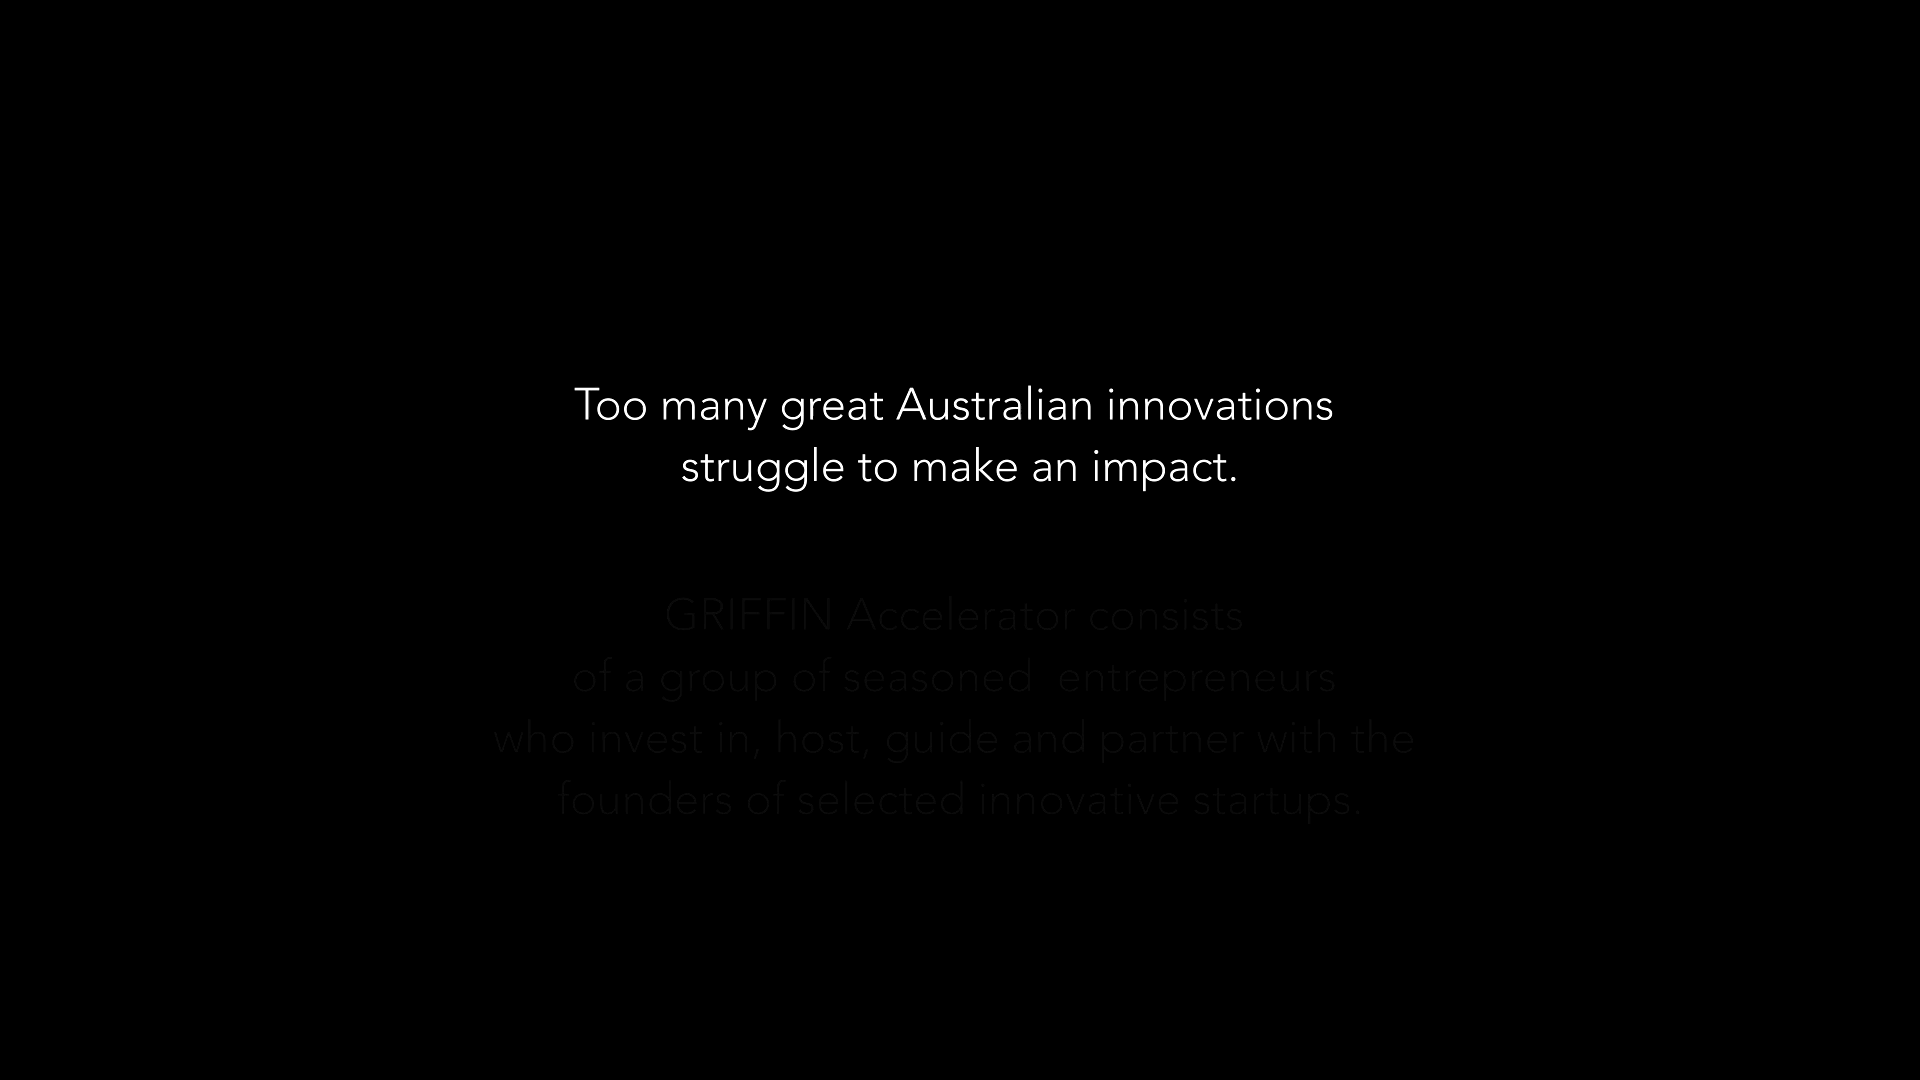 Too many great Australian innovations
struggle to make an impact.
GRIFFIN Accelerator consists
of a group of seasoned  entrepreneurs
who invest in, host, guide and partner with the
founders of selected innovative startups.